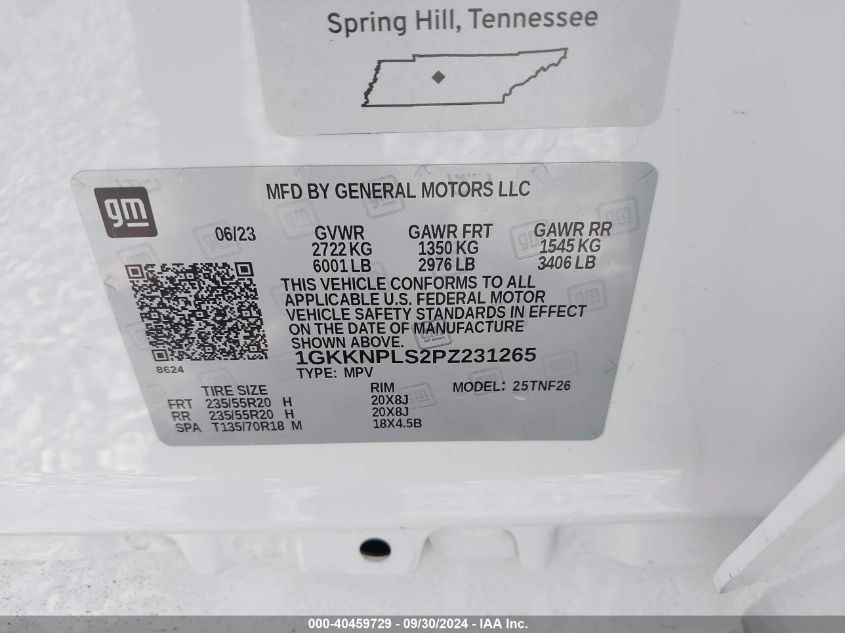 Spring Hill, Tennessee
gm
MFD BY GENERAL MOTORS LLC
06/23 GVWR GAWR FRT GAWR RR
2722 KG 1350 KG 1545 KG
6001 LB 2976 LB 3406 LB
THIS VEHICLE CONFORMS TO ALL
APPLICABLE U.S. FEDERAL MOTOR
VEHICLE SAFETY STANDARDS IN EFFECT
ON THE DATE OF MANUFACTURE
SHOWN ABOVE.
8624
1GKKNPLS2PZ231265
TYPE: MPV
TIRE SIZE RIM MODEL: 25TNF26
FRT 235/55R20 H 20X8J
RR 235/55R20 H 20X8J
SPA T135/70R18 M 18X4.5B
000-40459729 - 09/30/2024 - IAA Inc.